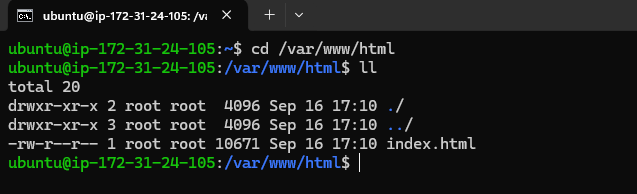 ubuntu@ip-172-31-24-105: /va
ubuntu@ip-172-31-24-105:~$ cd /var/www/html
ubuntu@ip-172-31-24-105:/var/www/html$ ll
total 20
drwxr-xr-x 2 root root  4096 Sep 16 17:10 ./
drwxr-xr-x 3 root root  4096 Sep 16 17:10 ../
-rw-r--r-- 1 root root 10671 Sep 16 17:10 index.html
ubuntu@ip-172-31-24-105:/var/www/html$